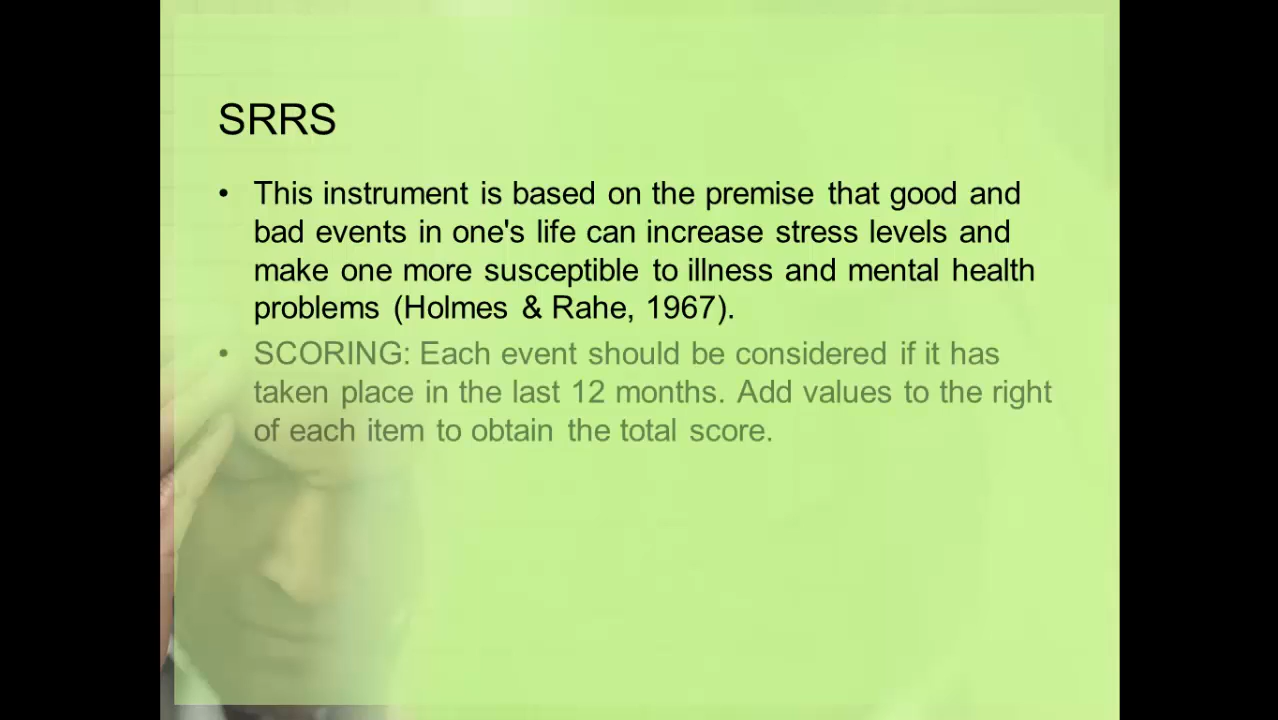 SRRS
• This instrument is based on the premise that good and
bad events in one's life can increase stress levels and
make one more susceptible to illness and mental health
problems (Holmes & Rahe, 1967).
• SCORING: Each event should be considered if it has
taken place in the last 12 months. Add values to the right
of each item to obtain the total score.